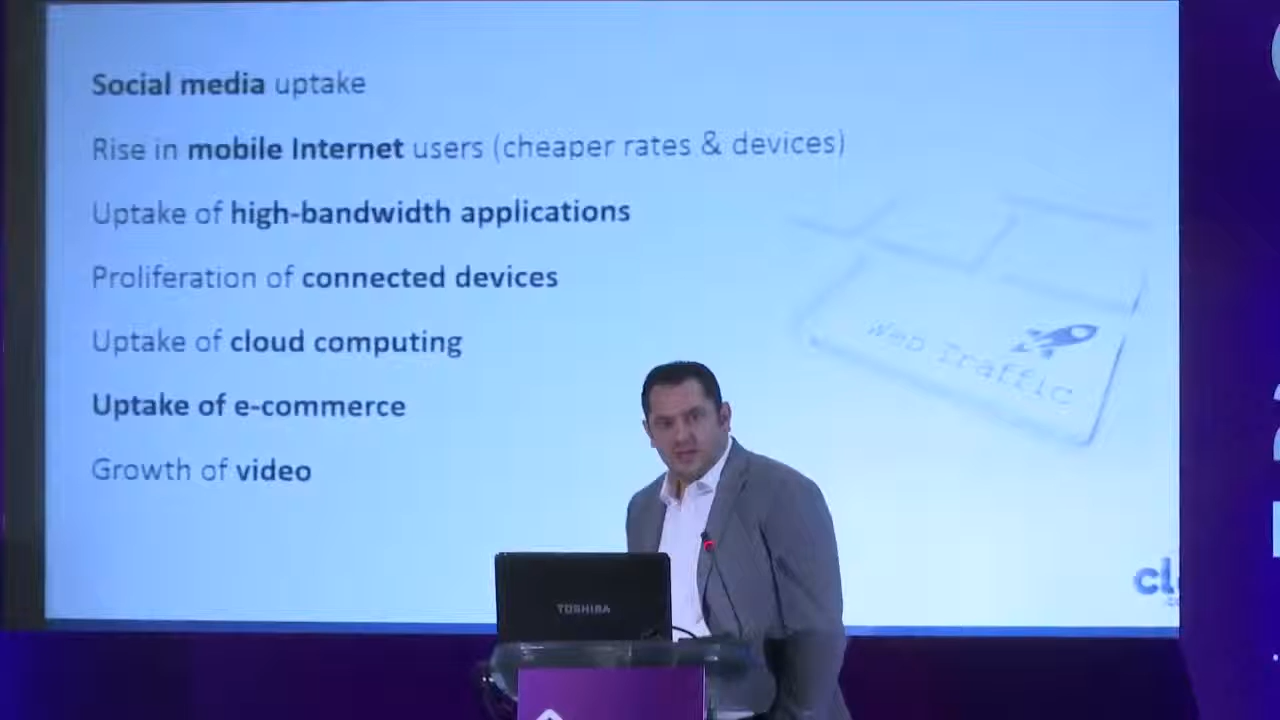 Social media uptake
Rise in mobile Internet users (cheaper rates & devices)
Uptake of high-bandwidth applications
Proliferation of connected devices
Uptake of cloud computing
Uptake of e-commerce
Growth of video
Web Traffic
TOSHIBA